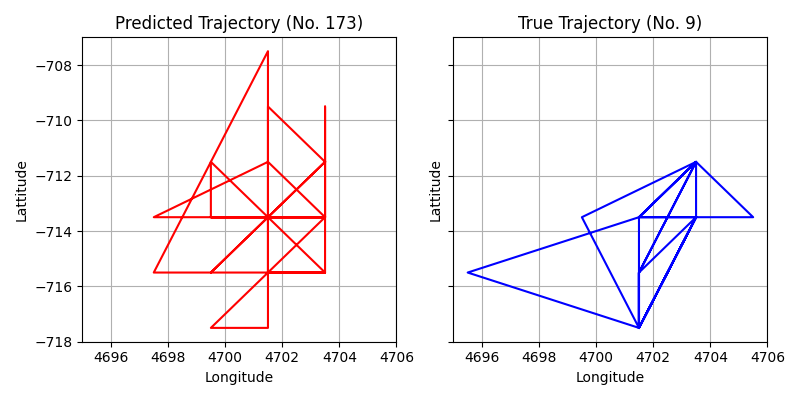 Predicted Trajectory (No. 173)
True Trajectory (No. 9)
Lattitude
−708
−710
−712
−714
−716
−718
4696 4698 4700 4702 4704 4706
Longitude
Lattitude
4696 4698 4700 4702 4704 4706
Longitude